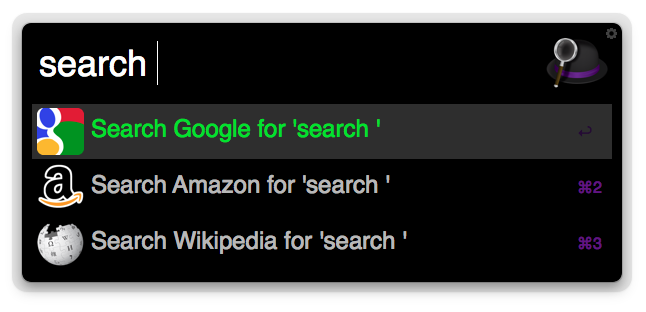 search
Search Google for 'search '
↩
Search Amazon for 'search '
⌘2
Search Wikipedia for 'search '
⌘3